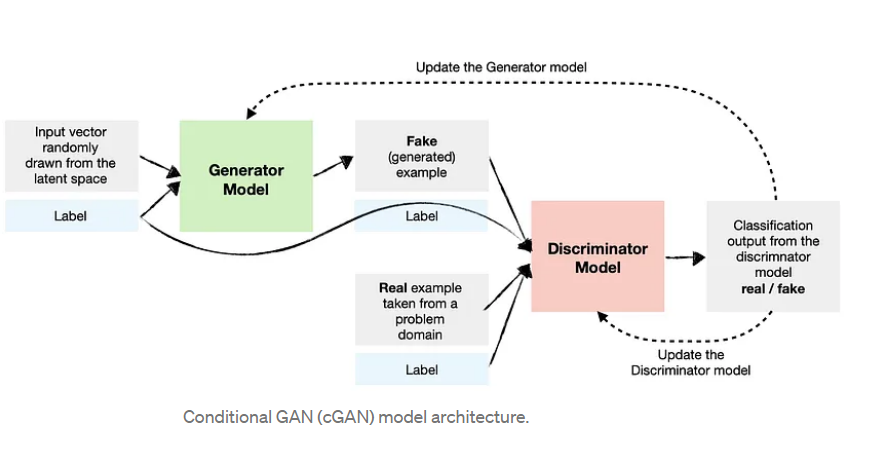 Update the Generator model
Input vector
randomly
drawn from the
latent space
Label
Generator
Model
Fake
(generated)
example
Label
Real example
taken from a
problem
domain
Label
Discriminator
Model
Classification
output from the
discrimnator
model
real / fake
Update the
Discriminator model
Conditional GAN (cGAN) model architecture.